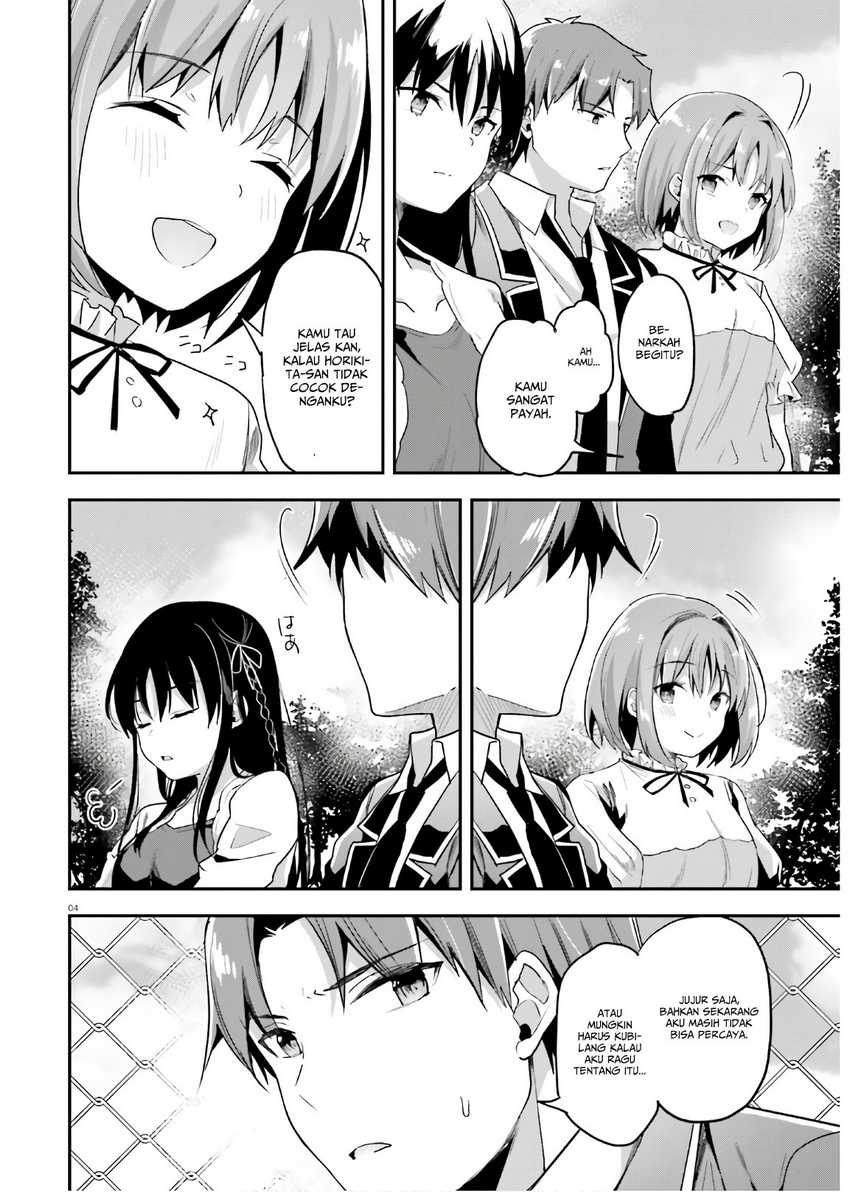 BE-
NARKAH
BEGITU?
AH
KAMU...
KAMU
SANGAT
PAYAH.
KAMU TAU
JELAS KAN,
KALAU HORIKI-
TA-SAN TIDAK
COCOK DE-
NGANKU?
はぁ
04
JUJUR SAJA,
BAHKAN SEKARANG
AKU MASIH TIDAK
BISA PERCAYA.
ATAU
MUNGKIN
HARUS KUBI-
LANG KALAU
AKU RAGU
TENTANG ITU...